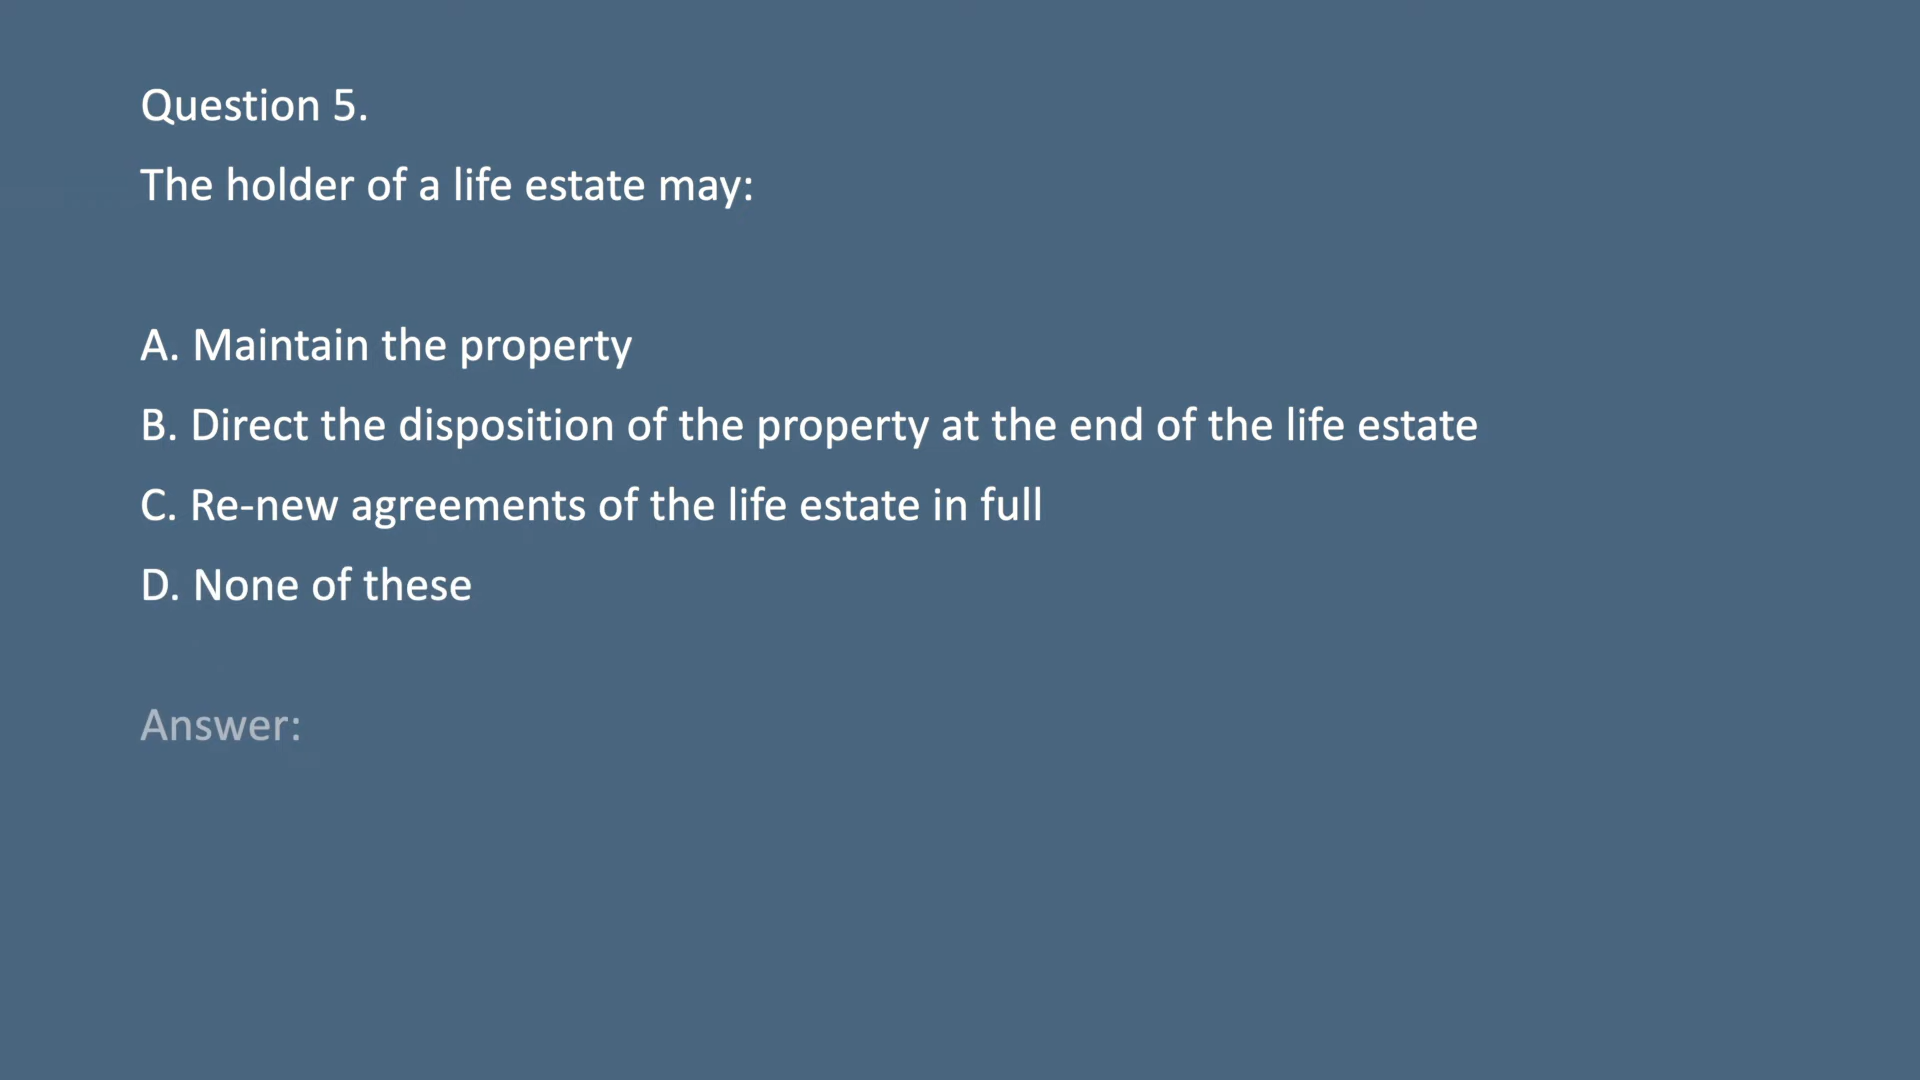 Question 5.
The holder of a life estate may:
A. Maintain the property
B. Direct the disposition of the property at the end of the life estate
C. Re-new agreements of the life estate in full
D. None of these
Answer: